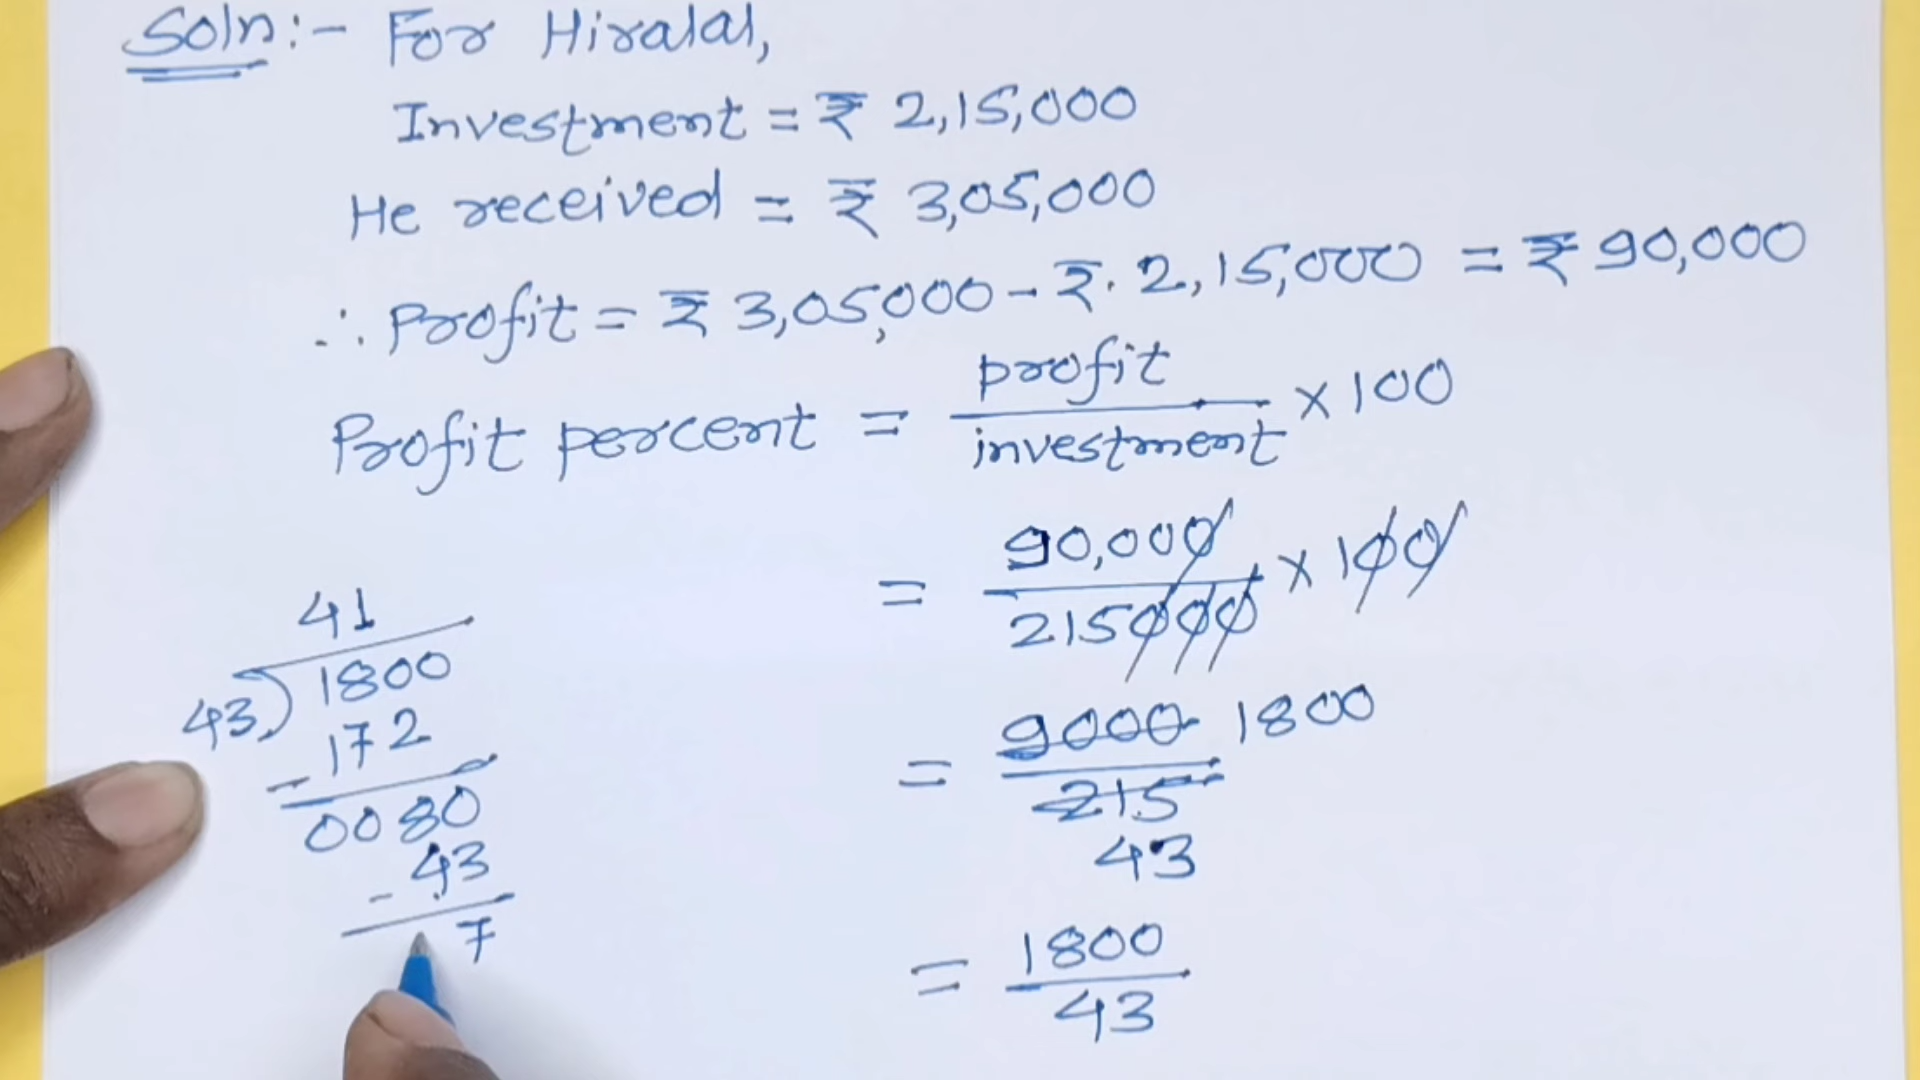 Soln:- For Hiralal,
Investment = ₹ 2,15,000
He received = ₹ 3,05,000
∴ Profit = ₹ 3,05,000 - ₹. 2,15,000 = ₹ 90,000
Profit percent = profit / investment × 100
= 90,000 / 215000 × 100
= 9000 1800 / 215 43
= 1800 / 43
41
43) 1800
- 172
0080
- 43
7